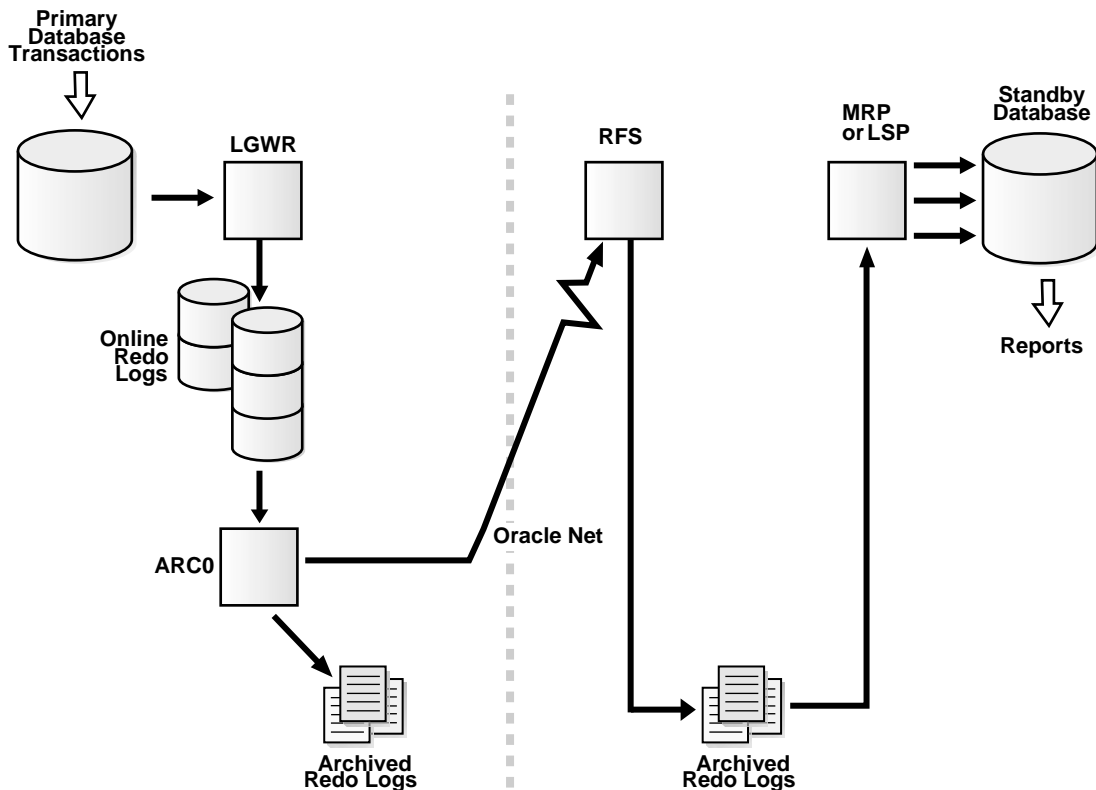 Primary
Database
Transactions
LGWR
Online
Redo
Logs
ARC0
Archived
Redo Logs
Oracle Net
RFS
Archived
Redo Logs
MRP
or LSP
Standby
Database
Reports